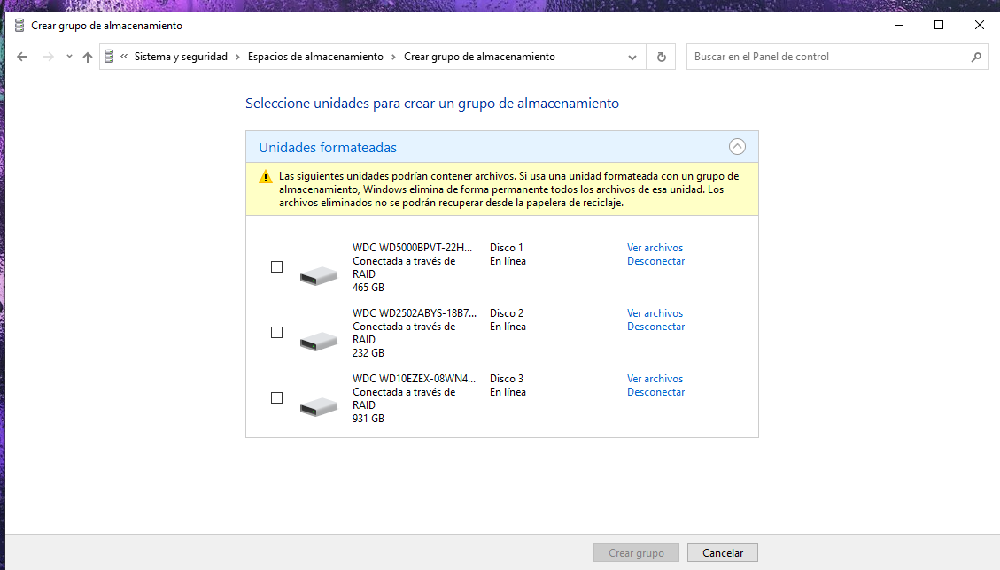 Crear grupo de almacenamiento
« Sistema y seguridad > Espacios de almacenamiento > Crear grupo de almacenamiento
Buscar en el Panel de control
Seleccione unidades para crear un grupo de almacenamiento
Unidades formateadas
Las siguientes unidades podrían contener archivos. Si usa una unidad formateada con un grupo de
almacenamiento, Windows elimina de forma permanente todos los archivos de esa unidad. Los
archivos eliminados no se podrán recuperar desde la papelera de reciclaje.
WDC WD5000BPVT-22H... Disco 1 Ver archivos
Conectada a través de En línea Desconectar
RAID
465 GB
WDC WD2502ABYS-18B7... Disco 2 Ver archivos
Conectada a través de En línea Desconectar
RAID
232 GB
WDC WD10EZEX-08WN4... Disco 3 Ver archivos
Conectada a través de En línea Desconectar
RAID
931 GB
Crear grupo Cancelar